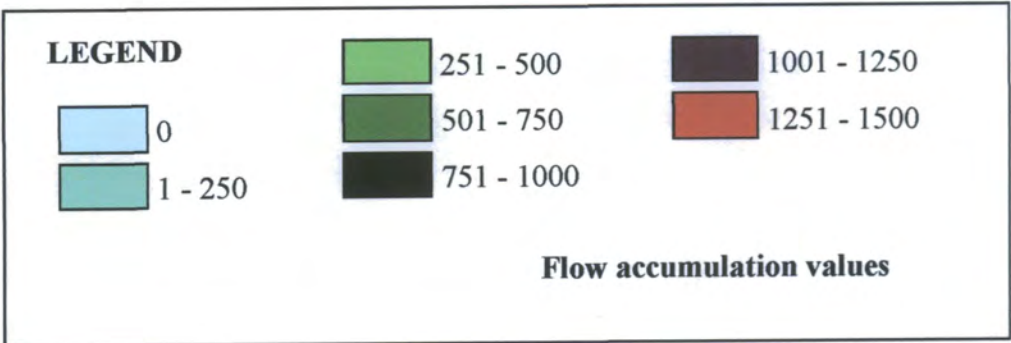 LEGEND
0
1 - 250
251 - 500
501 - 750
751 - 1000
1001 - 1250
1251 - 1500
Flow accumulation values